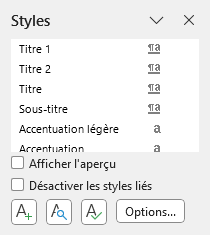 Styles
Titre 1 ¶a
Titre 2 ¶a
Titre ¶a
Sous-titre ¶a
Accentuation légère a
Accentuation a
Afficher l'aperçu
Désactiver les styles liés
Options...